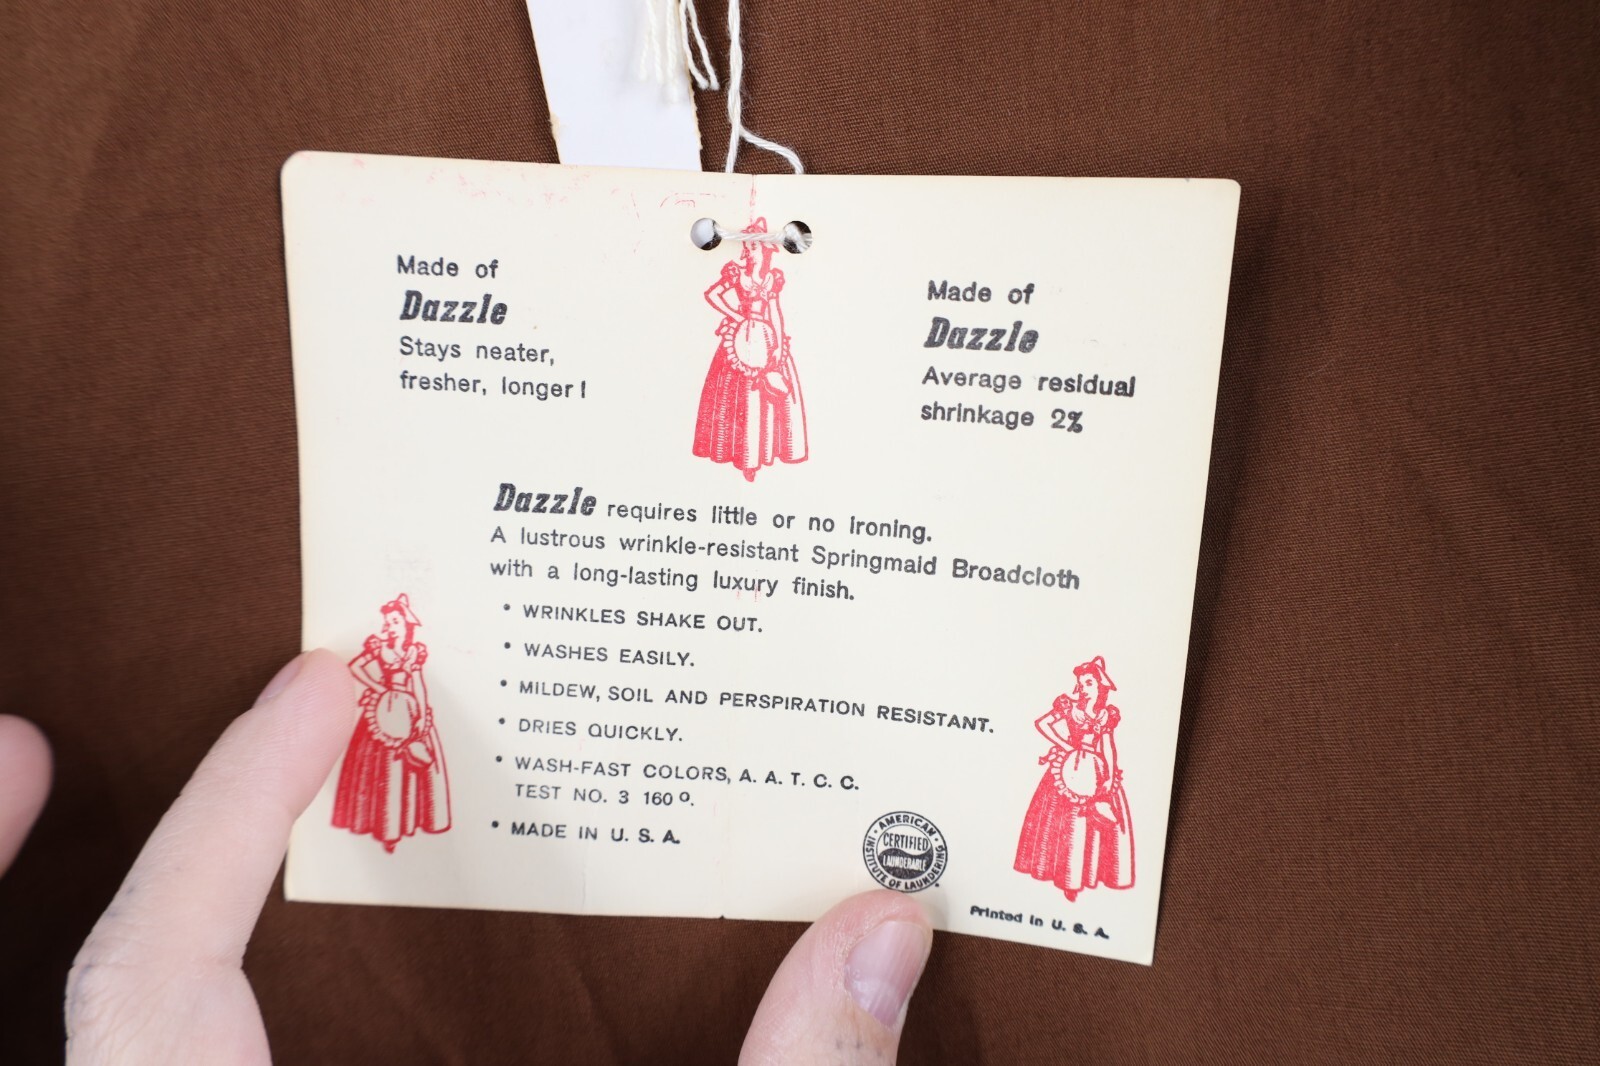 Made of
Dazzle
Stays neater,
fresher, longer!
Made of
Dazzle
Average residual
shrinkage 2%
Dazzle requires little or no ironing.
A lustrous wrinkle-resistant Springmaid Broadcloth
with a long-lasting luxury finish.
• WRINKLES SHAKE OUT.
• WASHES EASILY.
• MILDEW, SOIL AND PERSPIRATION RESISTANT.
• DRIES QUICKLY.
• WASH-FAST COLORS, A. A. T. C. C.
TEST NO. 3 160º.
• MADE IN U. S. A.
• AMERICAN •
INSTITUTE OF LAUNDERING
CERTIFIED
LAUNDERABLE
Printed in U. S. A.